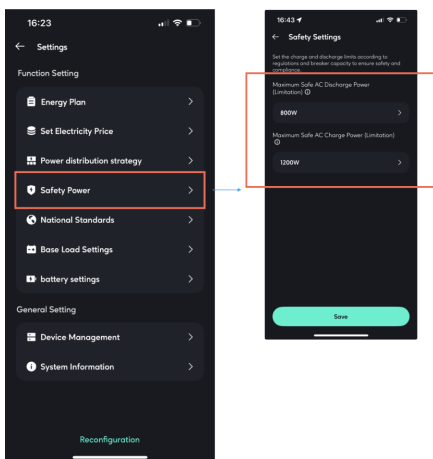 16:23
Settings
Function Setting
Energy Plan
Set Electricity Price
Power distribution strategy
Safety Power
National Standards
Base Load Settings
battery settings
General Setting
Device Management
System Information
Reconfiguration
16:43
Safety Settings
Set the charge and discharge limits according to
regulations and breaker capacity to ensure safety and
compliance.
Maximum Safe AC Discharge Power
(Limitation)
800W
Maximum Safe AC Charge Power (Limitation)
1200W
Save